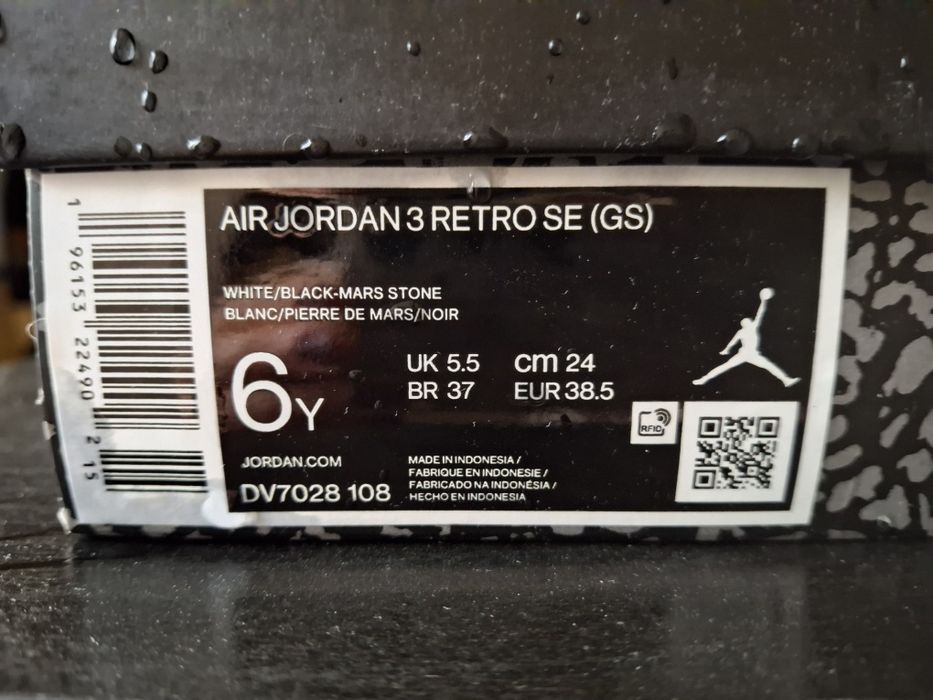 AIR JORDAN 3 RETRO SE (GS)
WHITE/BLACK-MARS STONE
BLANC/PIERRE DE MARS/NOIR
6Y
UK 5.5 cm 24
BR 37 EUR 38.5
RFID
JORDAN.COM
DV7028 108
MADE IN INDONESIA /
FABRIQUE EN INDONESIE /
FABRICADO NA INDONÉSIA /
HECHO EN INDONESIA
1 96153 22490 2 15